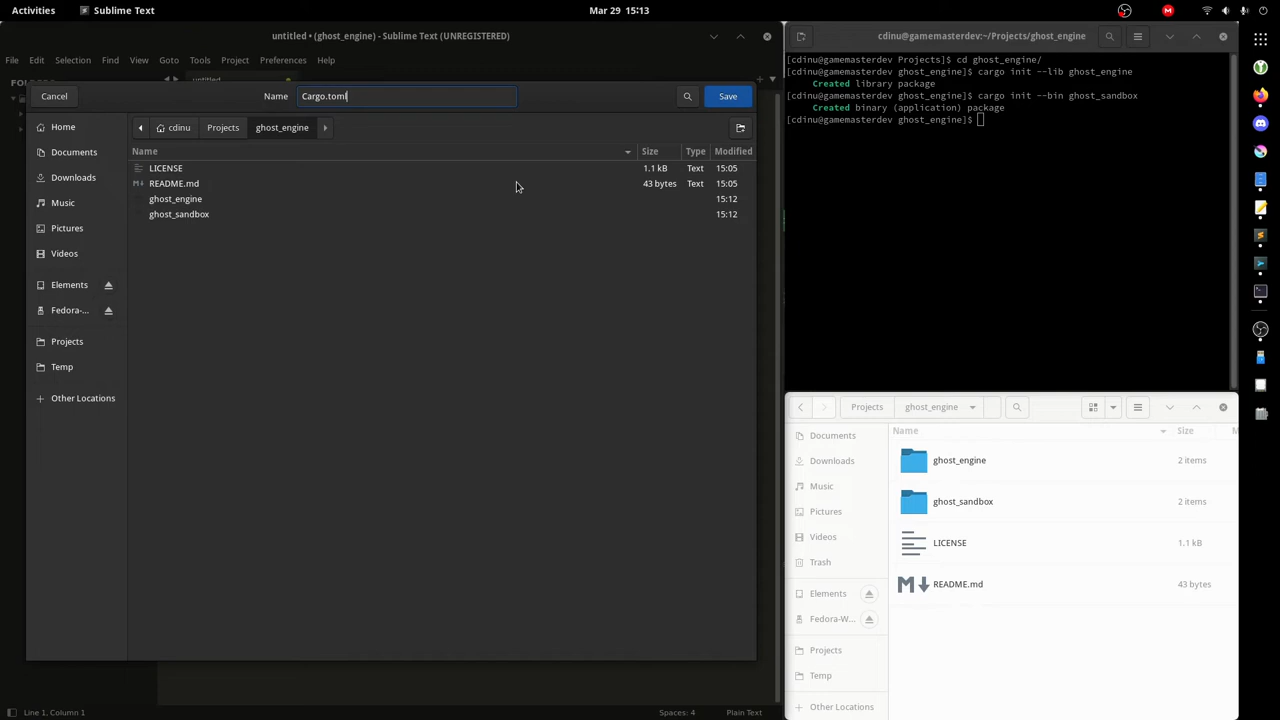 Activities
Sublime Text
Mar 29 15:13
untitled • (ghost_engine) - Sublime Text (UNREGISTERED)
File Edit Selection Find View Goto Tools Project Preferences Help
FOLDERS
untitled
Cancel
Name
Cargo.toml
Save
cdinu
Projects
ghost_engine
Home
Documents
Downloads
Music
Pictures
Videos
Elements
Fedora-...
Projects
Temp
Other Locations
Name Size Type Modified
LICENSE 1.1 kB Text 15:05
README.md 43 bytes Text 15:05
ghost_engine 15:12
ghost_sandbox 15:12
Line 1, Column 1
Spaces: 4
Plain Text
cdinu@gamemasterdev:~/Projects/ghost_engine
[cdinu@gamemasterdev Projects]$ cd ghost_engine/
[cdinu@gamemasterdev ghost_engine]$ cargo init --lib ghost_engine
Created library package
[cdinu@gamemasterdev ghost_engine]$ cargo init --bin ghost_sandbox
Created binary (application) package
[cdinu@gamemasterdev ghost_engine]$
Projects
ghost_engine
Documents
Downloads
Music
Pictures
Videos
Trash
Elements
Fedora-W...
Projects
Temp
Other Locations
Name Size M
ghost_engine 2 items
ghost_sandbox 2 items
LICENSE 1.1 kB
README.md 43 bytes